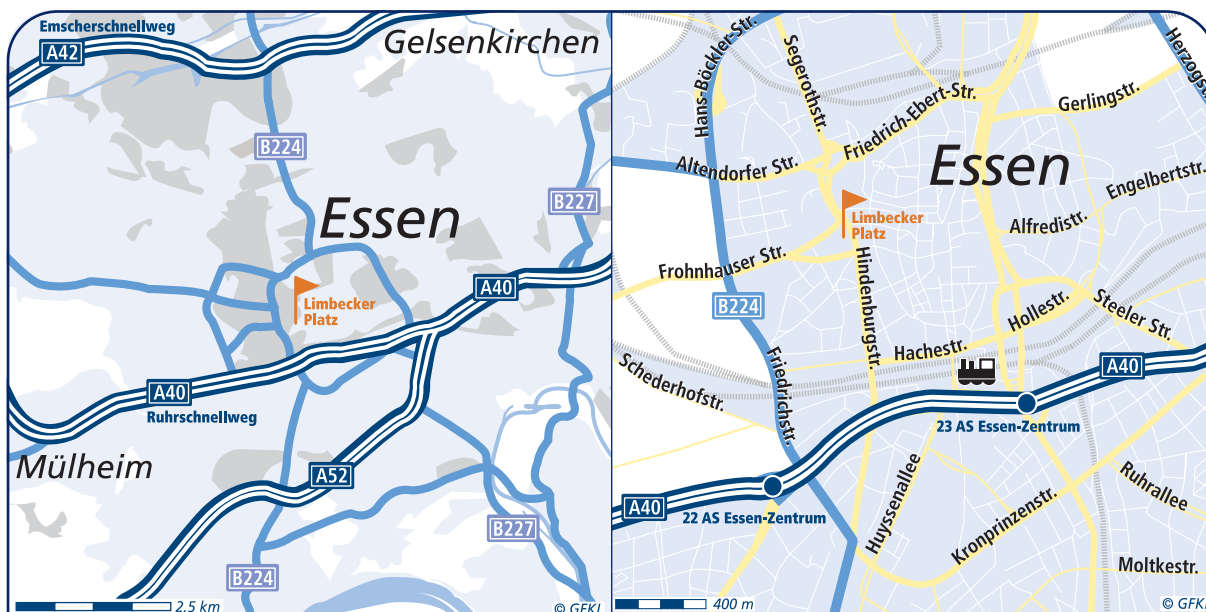 Emscherschnellweg
A42
Gelsenkirchen
B224
B227
Essen
A40
Limbecker
Platz
A40
Ruhrschnellweg
Mülheim
A52
B227
B224
2.5 km
© GFKL
Hans-Böckler-Str.
Segerothstr.
Herzogstr.
Gerlingstr.
Friedrich-Ebert-Str.
Altendorfer Str.
Essen
Engelbertstr.
Limbecker
Platz
Alfredistr.
Frohnhauser Str.
Hindenburgstr.
B224
Hollestr.
Steeler Str.
Hachestr.
Schederhofstr.
Friedrichstr.
A40
23 AS Essen-Zentrum
Ruhrallee
A40
22 AS Essen-Zentrum
Huyssenallee
Kronprinzenstr.
Moltkestr.
400 m
© GFKL